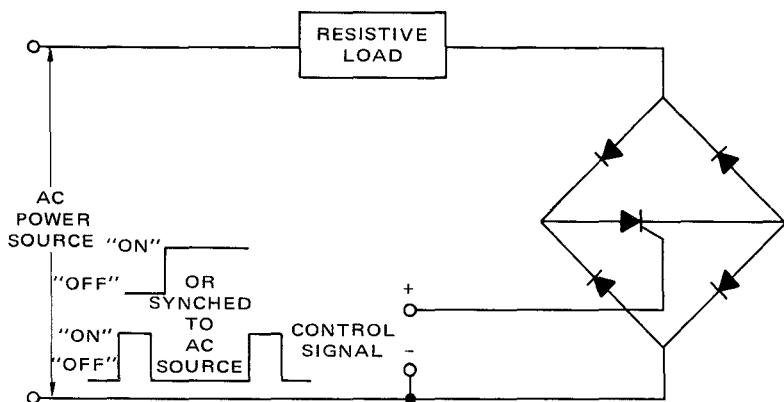 RESISTIVE
LOAD
AC
POWER
SOURCE
"ON"
"OFF"
OR
SYNCHED
TO
AC
SOURCE
"ON"
"OFF"
CONTROL
SIGNAL
+
-